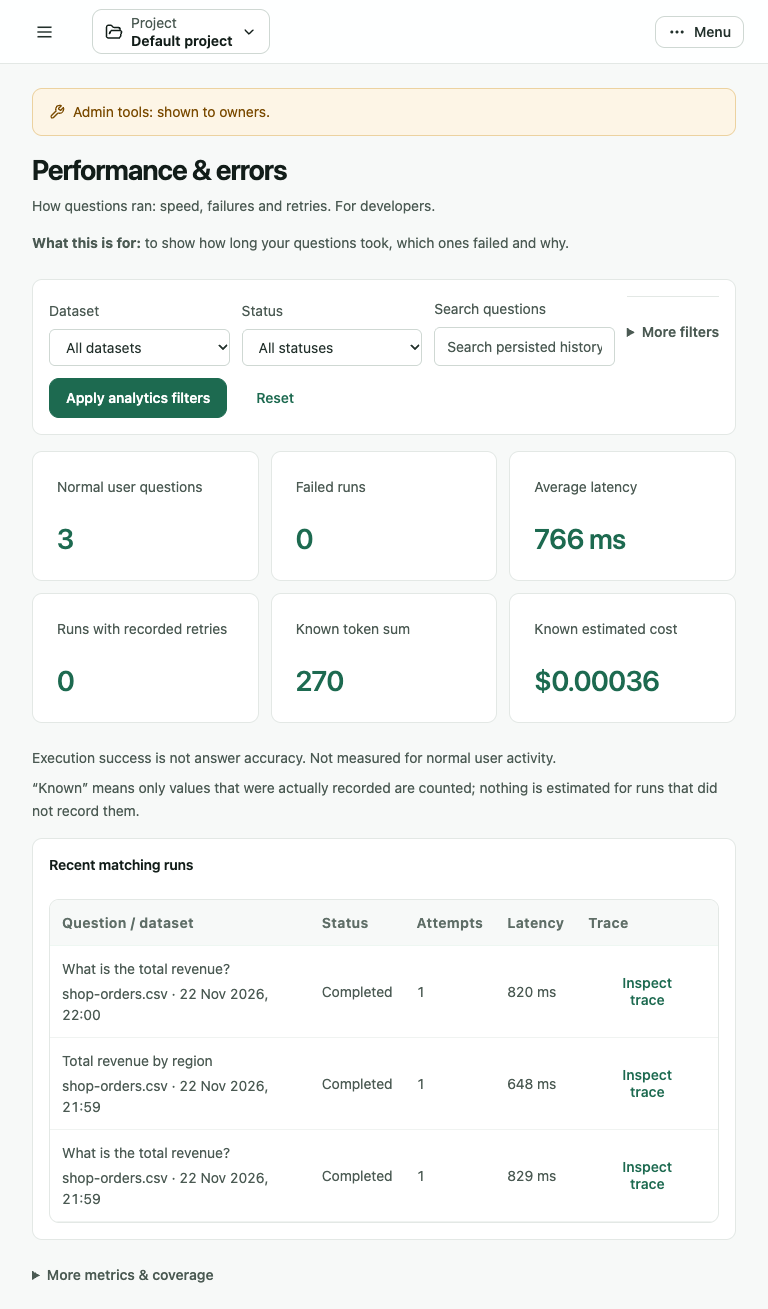 Project
Default project
Menu
Admin tools: shown to owners.
Performance & errors
How questions ran: speed, failures and retries. For developers.
What this is for: to show how long your questions took, which ones failed and why.
Dataset
Status
Search questions
All datasets
All statuses
Search persisted history
More filters
Apply analytics filters
Reset
Normal user questions
Failed runs
Average latency
3
0
766 ms
Runs with recorded retries
Known token sum
Known estimated cost
0
270
$0.00036
Execution success is not answer accuracy. Not measured for normal user activity.
“Known” means only values that were actually recorded are counted; nothing is estimated for runs that did
not record them.
Recent matching runs
Question / dataset Status Attempts Latency Trace
What is the total revenue?
shop-orders.csv · 22 Nov 2026,
22:00
Completed 1 820 ms
Inspect
trace
Total revenue by region
shop-orders.csv · 22 Nov 2026,
21:59
Completed 1 648 ms
Inspect
trace
What is the total revenue?
shop-orders.csv · 22 Nov 2026,
21:59
Completed 1 829 ms
Inspect
trace
More metrics & coverage